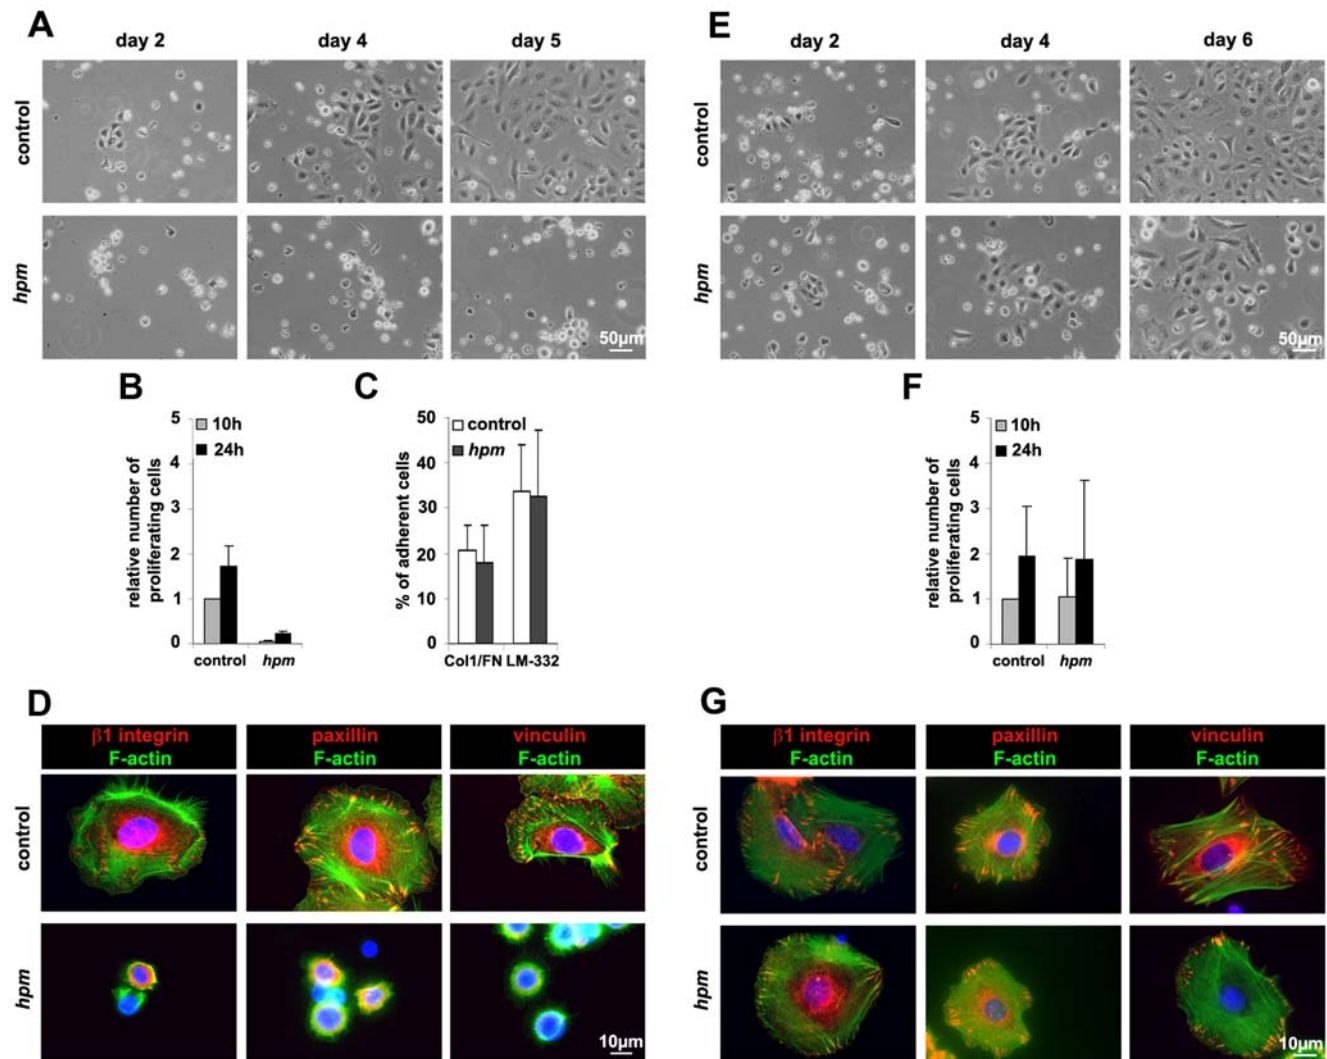 A
day 2
day 4
day 5
control
hpm
50µm
B
relative number of
proliferating cells
5
4
3
2
1
0
10h
24h
control
hpm
C
% of adherent cells
50
40
30
20
10
0
control
hpm
Col1/FN LM-332
D
β1 integrin
F-actin
paxillin
F-actin
vinculin
F-actin
control
hpm
10µm
E
day 2
day 4
day 6
control
hpm
50µm
F
relative number of
proliferating cells
5
4
3
2
1
0
10h
24h
control
hpm
G
β1 integrin
F-actin
paxillin
F-actin
vinculin
F-actin
control
hpm
10µm